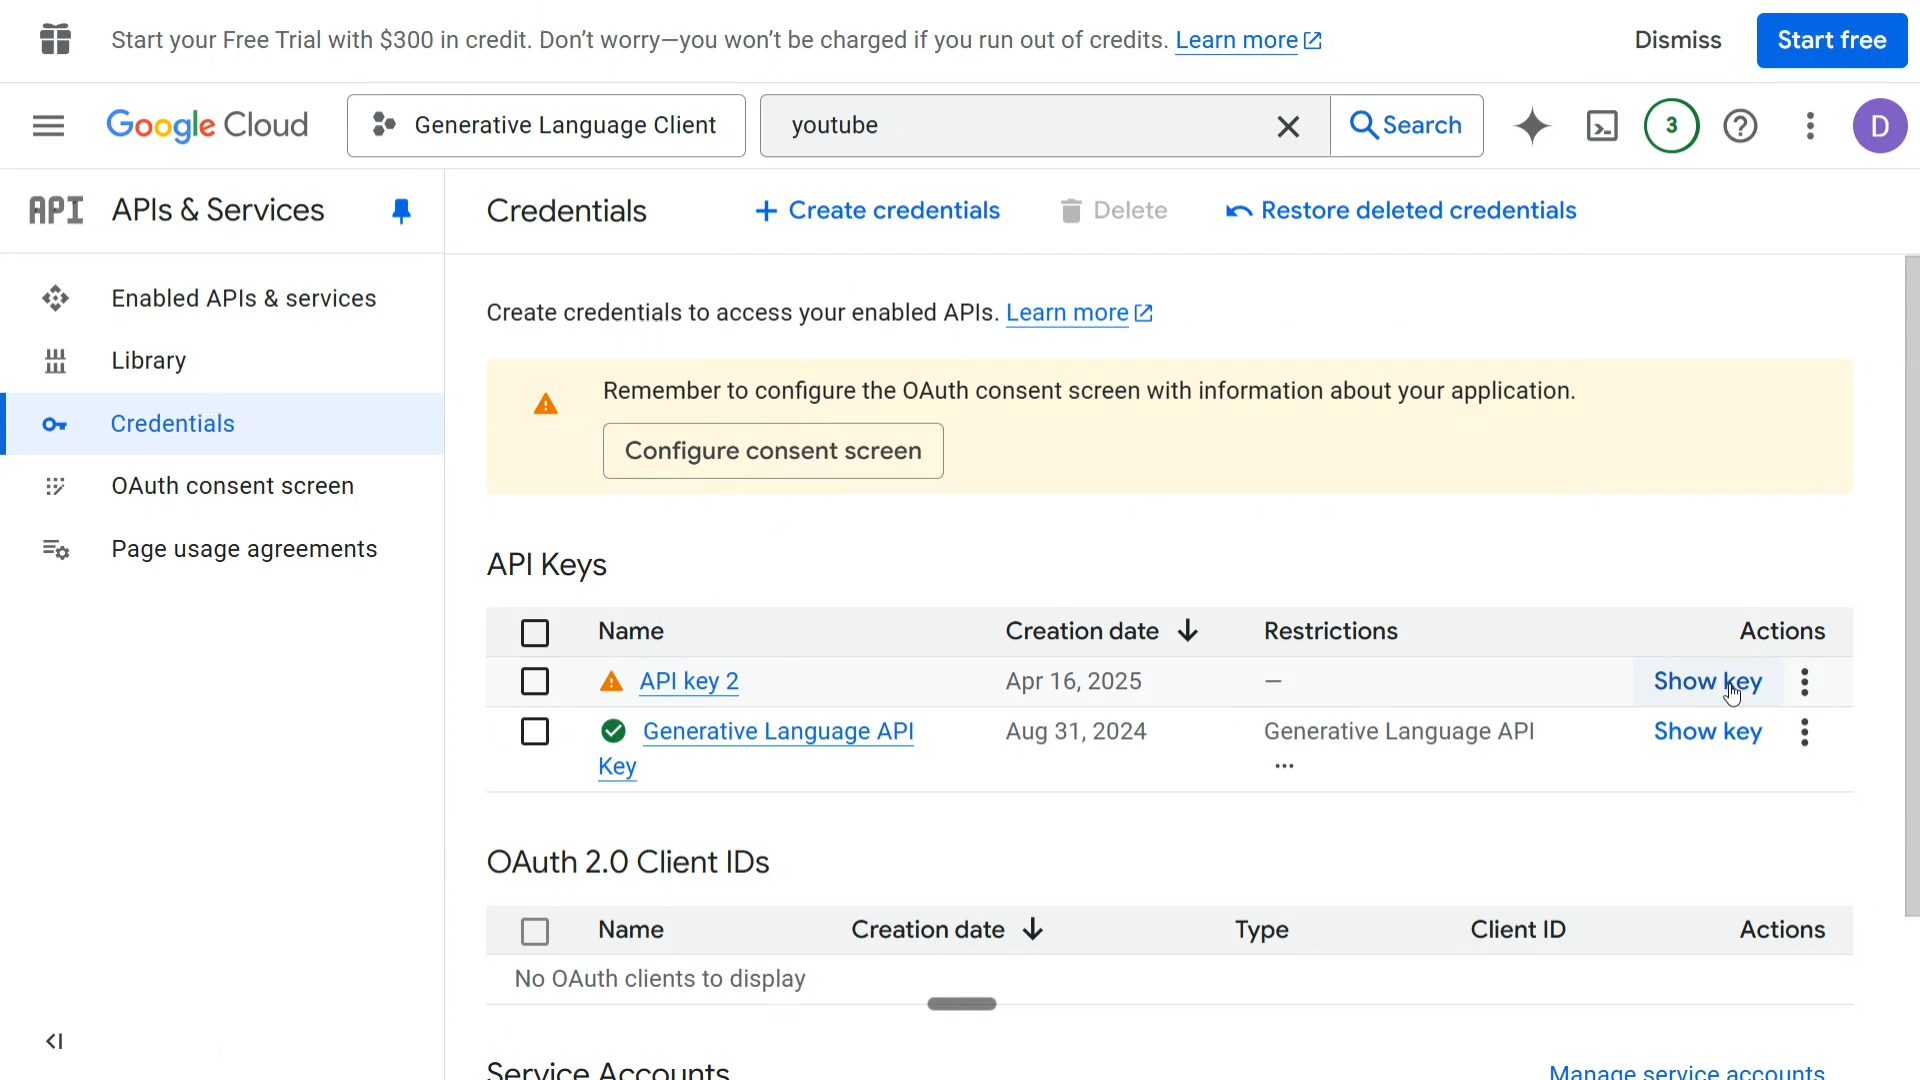 Start your Free Trial with $300 in credit. Don’t worry—you won’t be charged if you run out of credits. Learn more
Dismiss
Start free
Google Cloud
Generative Language Client
youtube
Search
3
D
API APIs & Services
Credentials
Create credentials
Delete
Restore deleted credentials
Enabled APIs & services
Library
Credentials
OAuth consent screen
Page usage agreements
Create credentials to access your enabled APIs. Learn more
Remember to configure the OAuth consent screen with information about your application.
Configure consent screen
API Keys
Name Creation date Restrictions Actions
API key 2 Apr 16, 2025 — Show key
Generative Language API Aug 31, 2024 Generative Language API Show key
Key ...
OAuth 2.0 Client IDs
Name Creation date Type Client ID Actions
No OAuth clients to display
Service Accounts
Manage service accounts